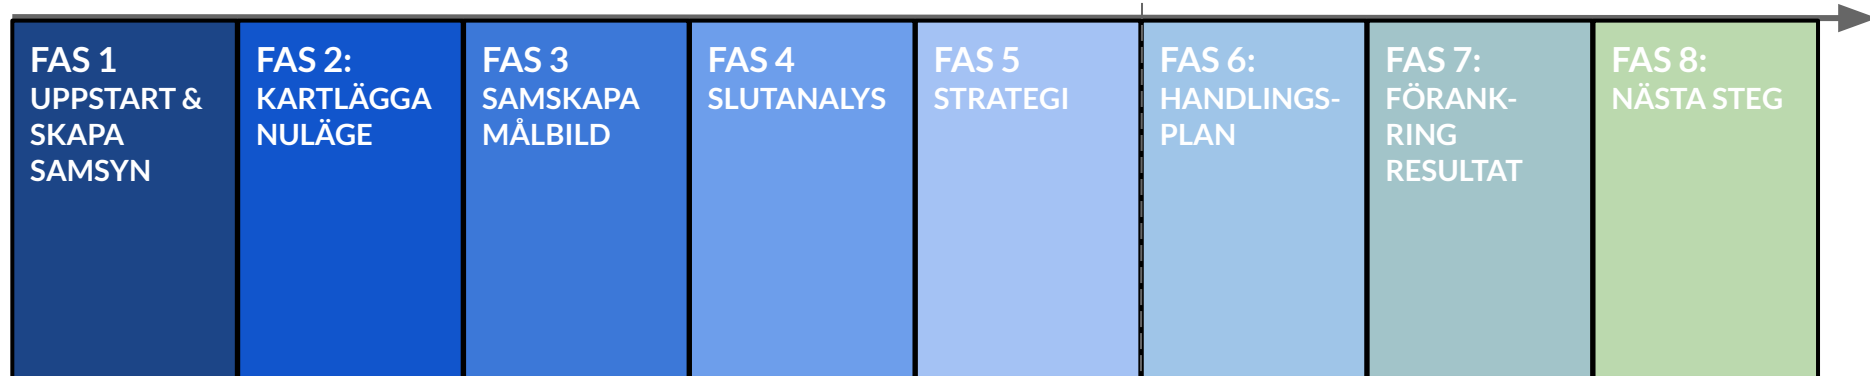 FAS 1
UPPSTART &
SKAPA
SAMSYN
FAS 2:
KARTLÄGGA
NULÄGE
FAS 3
SAMSKAPA
MÅLBILD
FAS 4
SLUTANALYS
FAS 5
STRATEGI
FAS 6:
HANDLINGS-
PLAN
FAS 7:
FÖRANK-
RING
RESULTAT
FAS 8:
NÄSTA STEG